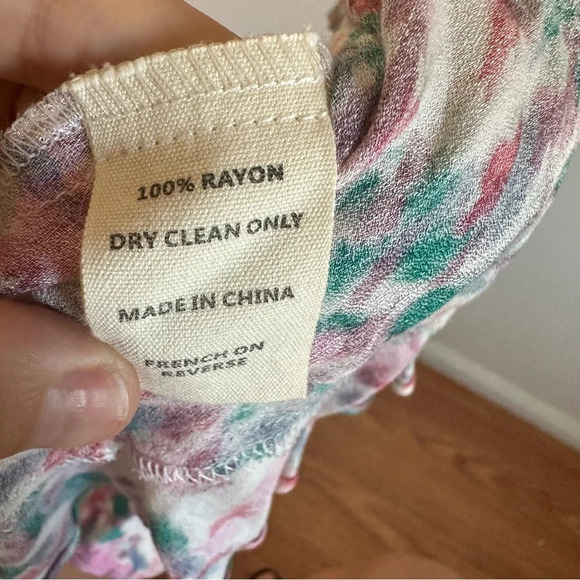 100% RAYON
DRY CLEAN ONLY
MADE IN CHINA
FRENCH ON
REVERSE